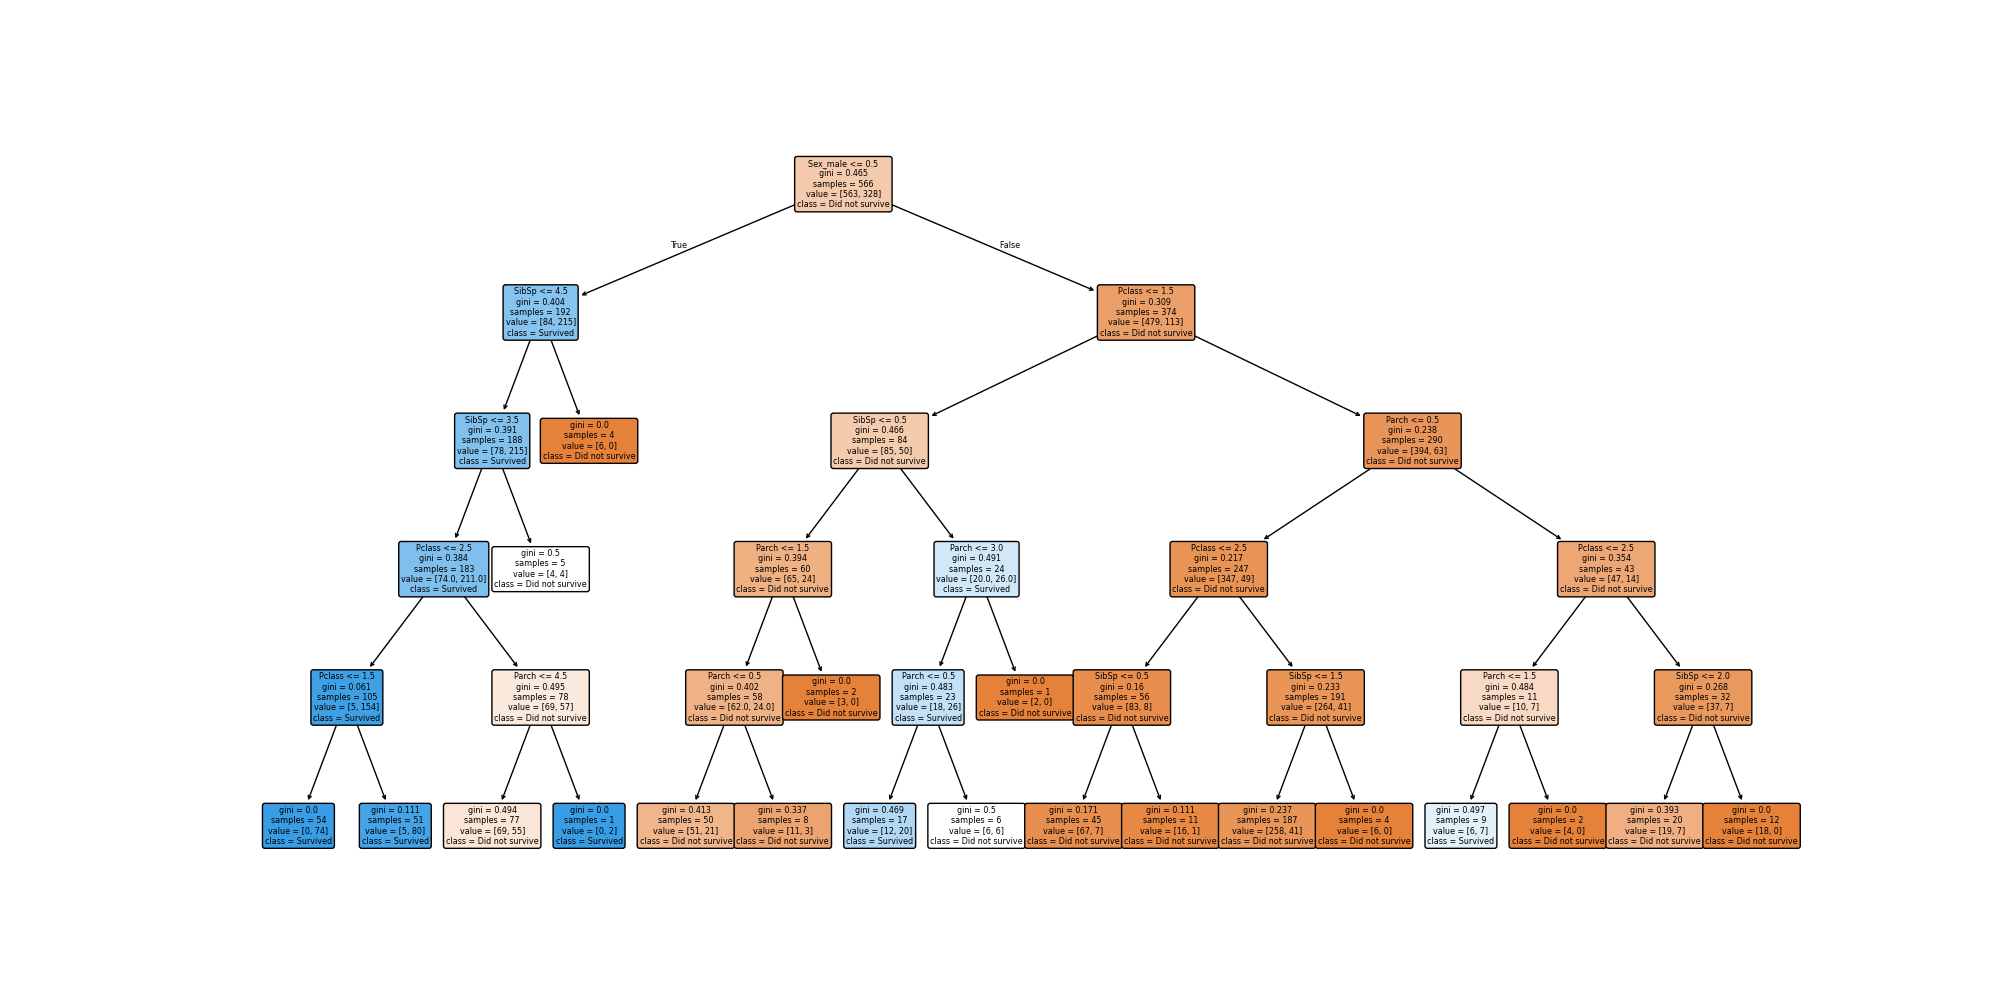 Sex_male <= 0.5
gini = 0.465
samples = 566
value = [563, 328]
class = Did not survive
True
False
SibSp <= 4.5
gini = 0.404
samples = 192
value = [84, 215]
class = Survived
Pclass <= 1.5
gini = 0.309
samples = 374
value = [479, 113]
class = Did not survive
SibSp <= 3.5
gini = 0.391
samples = 188
value = [78, 215]
class = Survived
gini = 0.0
samples = 4
value = [6, 0]
class = Did not survive
SibSp <= 0.5
gini = 0.466
samples = 84
value = [85, 50]
class = Did not survive
Parch <= 0.5
gini = 0.238
samples = 290
value = [394, 63]
class = Did not survive
Pclass <= 2.5
gini = 0.384
samples = 183
value = [74.0, 211.0]
class = Survived
gini = 0.5
samples = 5
value = [4, 4]
class = Did not survive
Parch <= 1.5
gini = 0.394
samples = 60
value = [65, 24]
class = Did not survive
Parch <= 3.0
gini = 0.491
samples = 24
value = [20.0, 26.0]
class = Survived
Pclass <= 2.5
gini = 0.217
samples = 247
value = [347, 49]
class = Did not survive
Pclass <= 2.5
gini = 0.354
samples = 43
value = [47, 14]
class = Did not survive
Pclass <= 1.5
gini = 0.061
samples = 105
value = [5, 154]
class = Survived
Parch <= 4.5
gini = 0.495
samples = 78
value = [69, 57]
class = Did not survive
Parch <= 0.5
gini = 0.402
samples = 58
value = [62.0, 24.0]
class = Did not survive
gini = 0.0
samples = 2
value = [3, 0]
class = Did not survive
Parch <= 0.5
gini = 0.483
samples = 23
value = [18, 26]
class = Survived
gini = 0.0
samples = 1
value = [2, 0]
class = Did not survive
SibSp <= 0.5
gini = 0.16
samples = 56
value = [83, 8]
class = Did not survive
SibSp <= 1.5
gini = 0.233
samples = 191
value = [264, 41]
class = Did not survive
Parch <= 1.5
gini = 0.484
samples = 11
value = [10, 7]
class = Did not survive
SibSp <= 2.0
gini = 0.268
samples = 32
value = [37, 7]
class = Did not survive
gini = 0.0
samples = 54
value = [0, 74]
class = Survived
gini = 0.111
samples = 51
value = [5, 80]
class = Survived
gini = 0.494
samples = 77
value = [69, 55]
class = Did not survive
gini = 0.0
samples = 1
value = [0, 2]
class = Survived
gini = 0.413
samples = 50
value = [51, 21]
class = Did not survive
gini = 0.337
samples = 8
value = [11, 3]
class = Did not survive
gini = 0.469
samples = 17
value = [12, 20]
class = Survived
gini = 0.5
samples = 6
value = [6, 6]
class = Did not survive
gini = 0.171
samples = 45
value = [67, 7]
class = Did not survive
gini = 0.111
samples = 11
value = [16, 1]
class = Did not survive
gini = 0.237
samples = 187
value = [258, 41]
class = Did not survive
gini = 0.0
samples = 4
value = [6, 0]
class = Did not survive
gini = 0.497
samples = 9
value = [6, 7]
class = Survived
gini = 0.0
samples = 2
value = [4, 0]
class = Did not survive
gini = 0.393
samples = 20
value = [19, 7]
class = Did not survive
gini = 0.0
samples = 12
value = [18, 0]
class = Did not survive